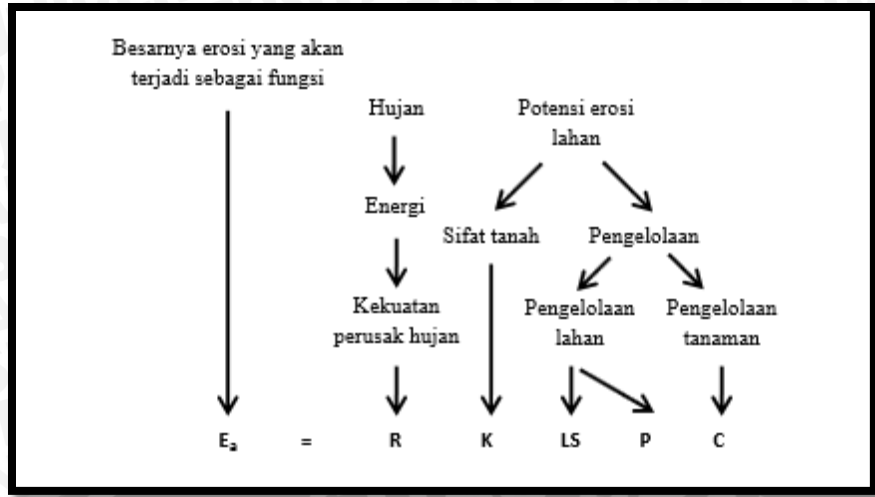 Besarnya erosi yang akan
terjadi sebagai fungsi
Hujan
Potensi erosi
lahan
Energi
Sifat tanah
Pengelolaan
Kekuatan
perusak hujan
Pengelolaan
lahan
Pengelolaan
tanaman
Eₐ = R K LS P C